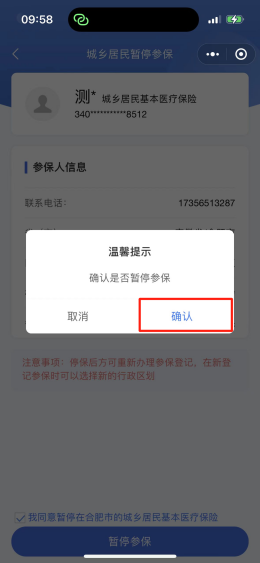 09:58
城乡居民暂停参保
测* 城乡居民基本医疗保险
340***********8512
参保人信息
联系电话: 17356513287
温馨提示
确认是否暂停参保
取消 确认
注意事项：停保后方可重新办理参保登记，在新登
记参保时可以选择新的行政区划
我同意暂停在合肥市的城乡居民基本医疗保险
暂停参保